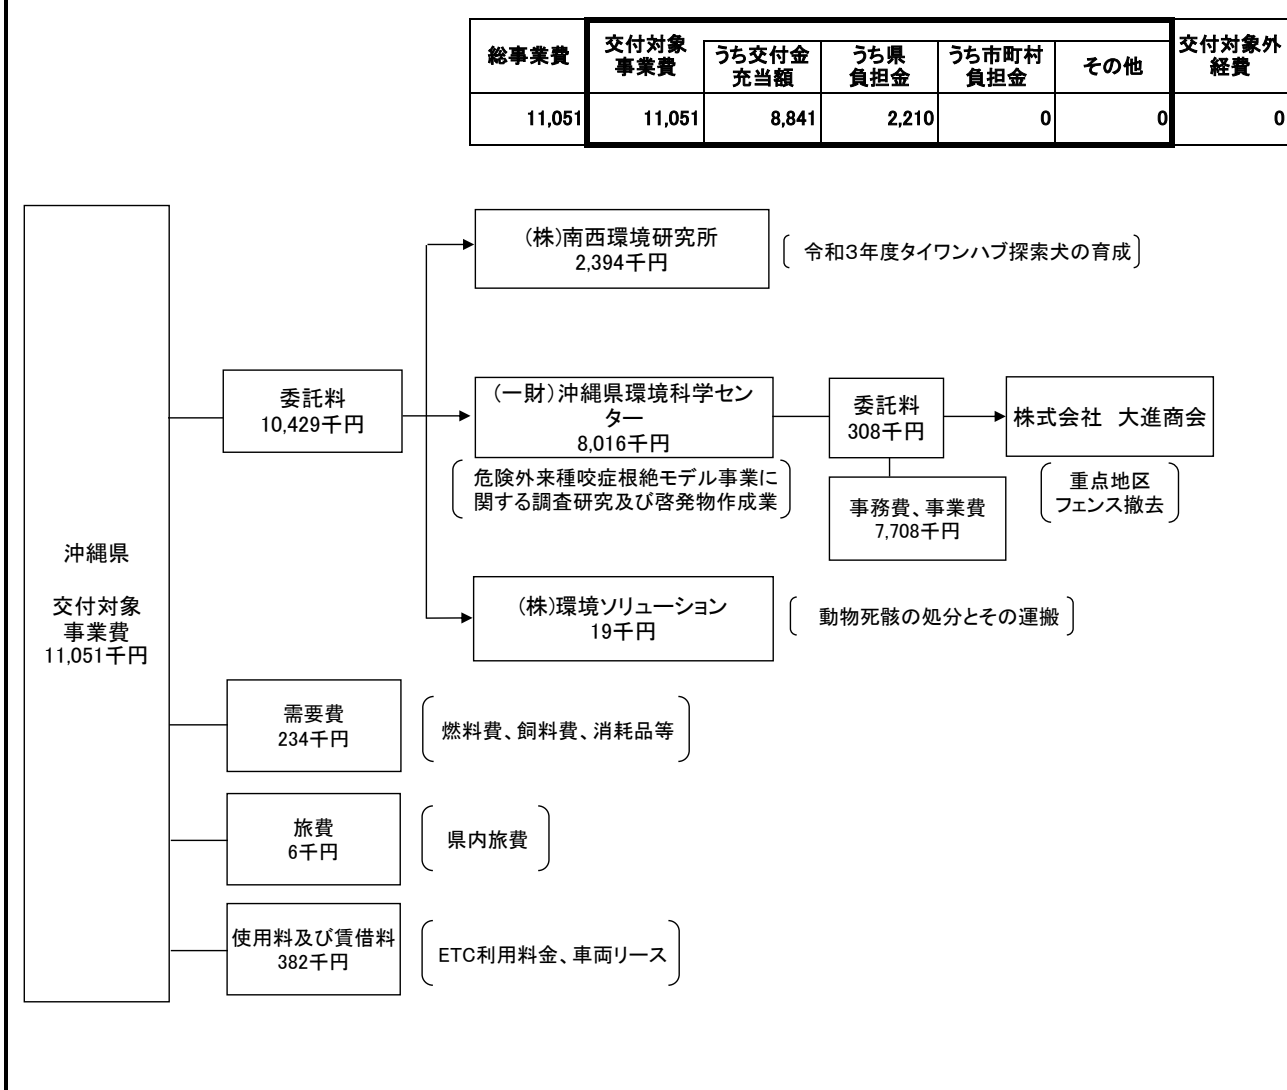 総事業費
交付対象
事業費
うち交付金
充当額
うち県
負担金
うち市町村
負担金
その他
交付対象外
経費
11,051
11,051
8,841
2,210
0
0
0
沖縄県
交付対象
事業費
11,051千円
委託料
10,429千円
(株)南西環境研究所
2,394千円
令和3年度タイワンハブ探索犬の育成
(一財)沖縄県環境科学セン
ター
8,016千円
危険外来種咬症根絶モデル事業に
関する調査研究及び啓発物作成業
委託料
308千円
事務費、事業費
7,708千円
株式会社 大進商会
重点地区
フェンス撤去
(株)環境ソリューション
19千円
動物死骸の処分とその運搬
需要費
234千円
燃料費、飼料費、消耗品等
旅費
6千円
県内旅費
使用料及び賃借料
382千円
ETC利用料金、車両リース